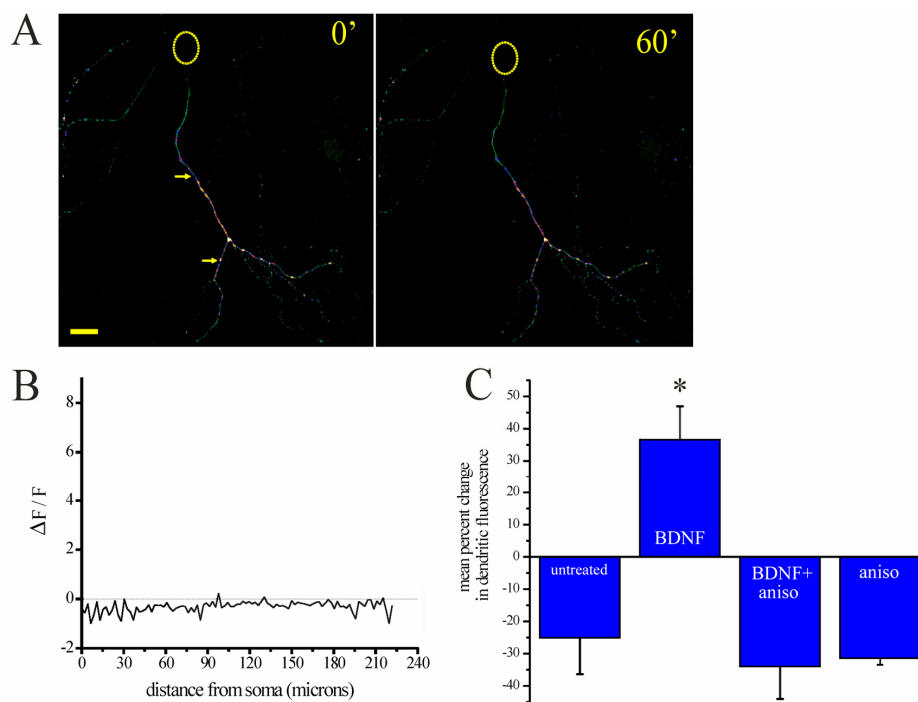 A
0'
60'
B
ΔF / F
8
6
4
2
0
-2
0
30
60
90
120
150
180
210
240
distance from soma (microns)
C
mean percent change
in dendritic fluorescence
50
40
30
20
10
0
-10
-20
-30
-40
*
untreated
BDNF
BDNF+
aniso
aniso